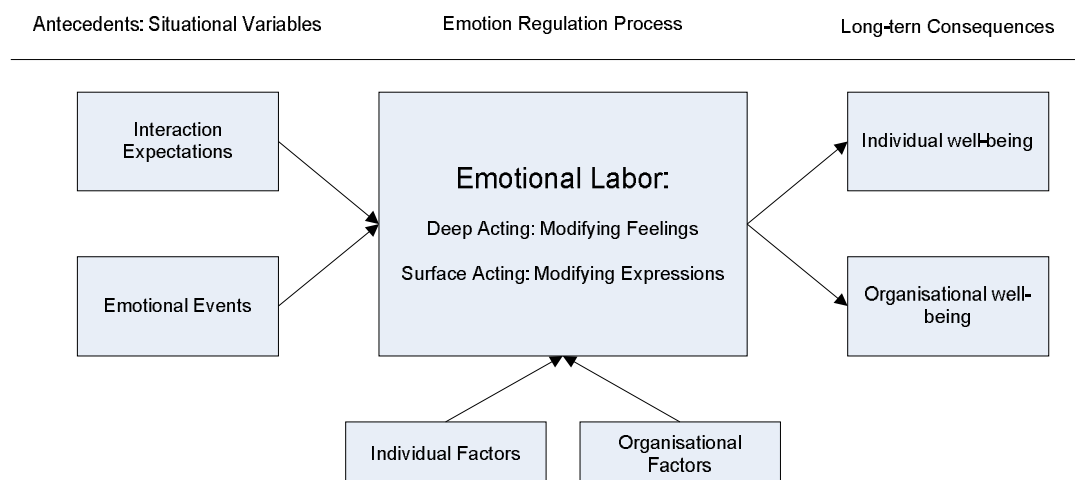 Antecedents: Situational Variables
Emotion Regulation Process
Long-tern Consequences
Interaction
Expectations
Emotional Labor:
Deep Acting: Modifying Feelings
Surface Acting: Modifying Expressions
Individual well-being
Emotional Events
Organisational well-
being
Individual Factors
Organisational
Factors